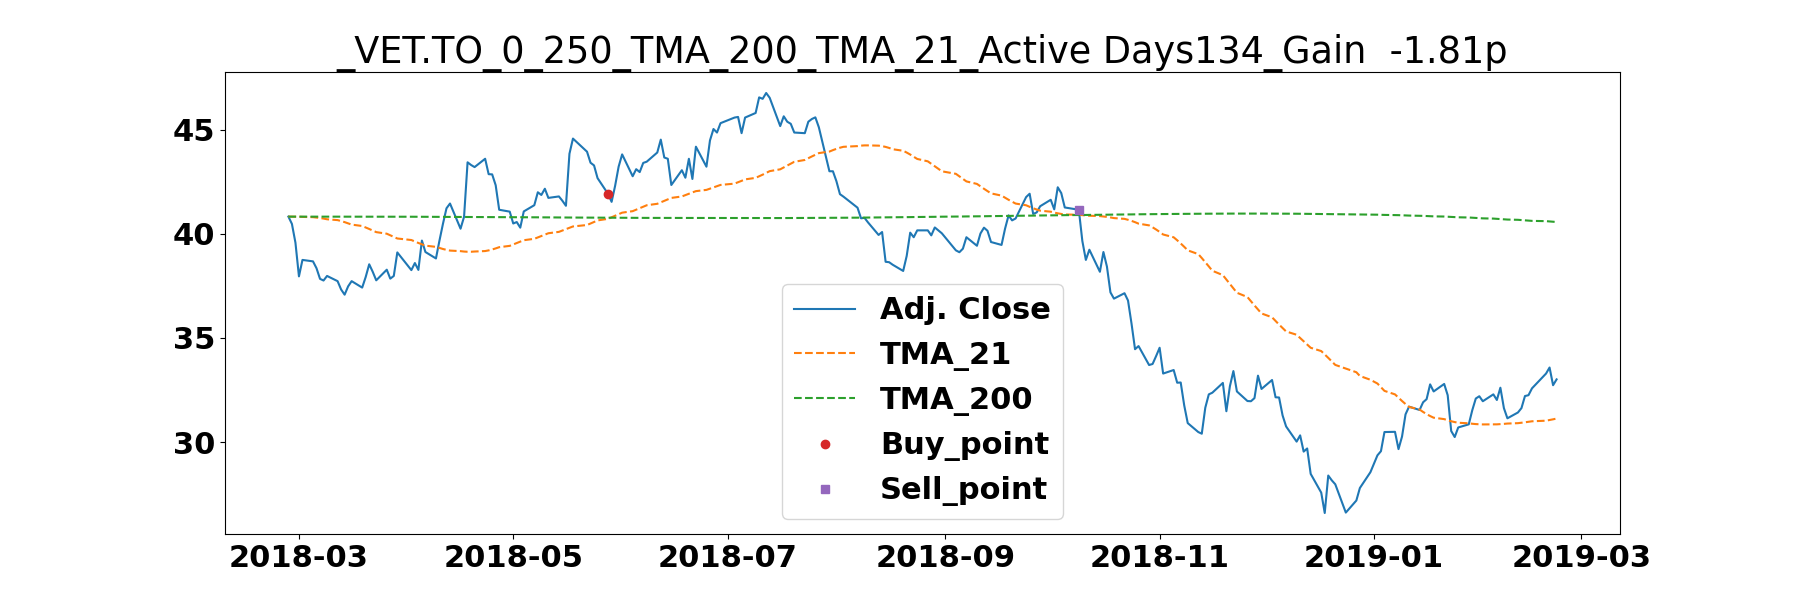 _VET.TO_0_250_TMA_200_TMA_21_Active Days134_Gain  -1.81p
45
40
35
30
Adj. Close
TMA_21
TMA_200
Buy_point
Sell_point
2018-03 2018-05 2018-07 2018-09 2018-11 2019-01 2019-03